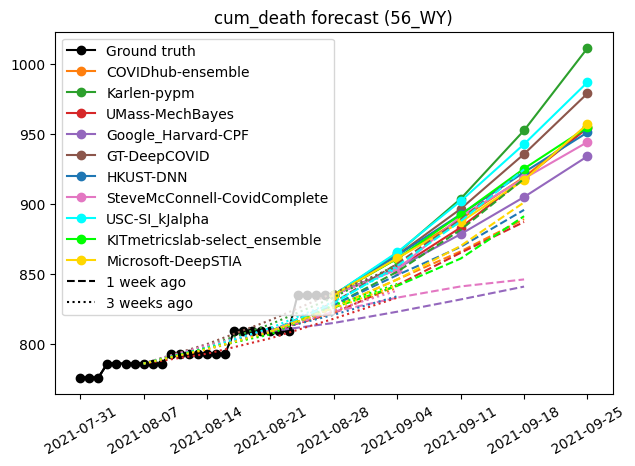 cum_death forecast (56_WY)
Ground truth
COVIDhub-ensemble
Karlen-pypm
UMass-MechBayes
Google_Harvard-CPF
GT-DeepCOVID
HKUST-DNN
SteveMcConnell-CovidComplete
USC-SI_kJalpha
KITmetricslab-select_ensemble
Microsoft-DeepSTIA
1 week ago
3 weeks ago
1000
950
900
850
800
2021-07-31
2021-08-07
2021-08-14
2021-08-21
2021-08-28
2021-09-04
2021-09-11
2021-09-18
2021-09-25